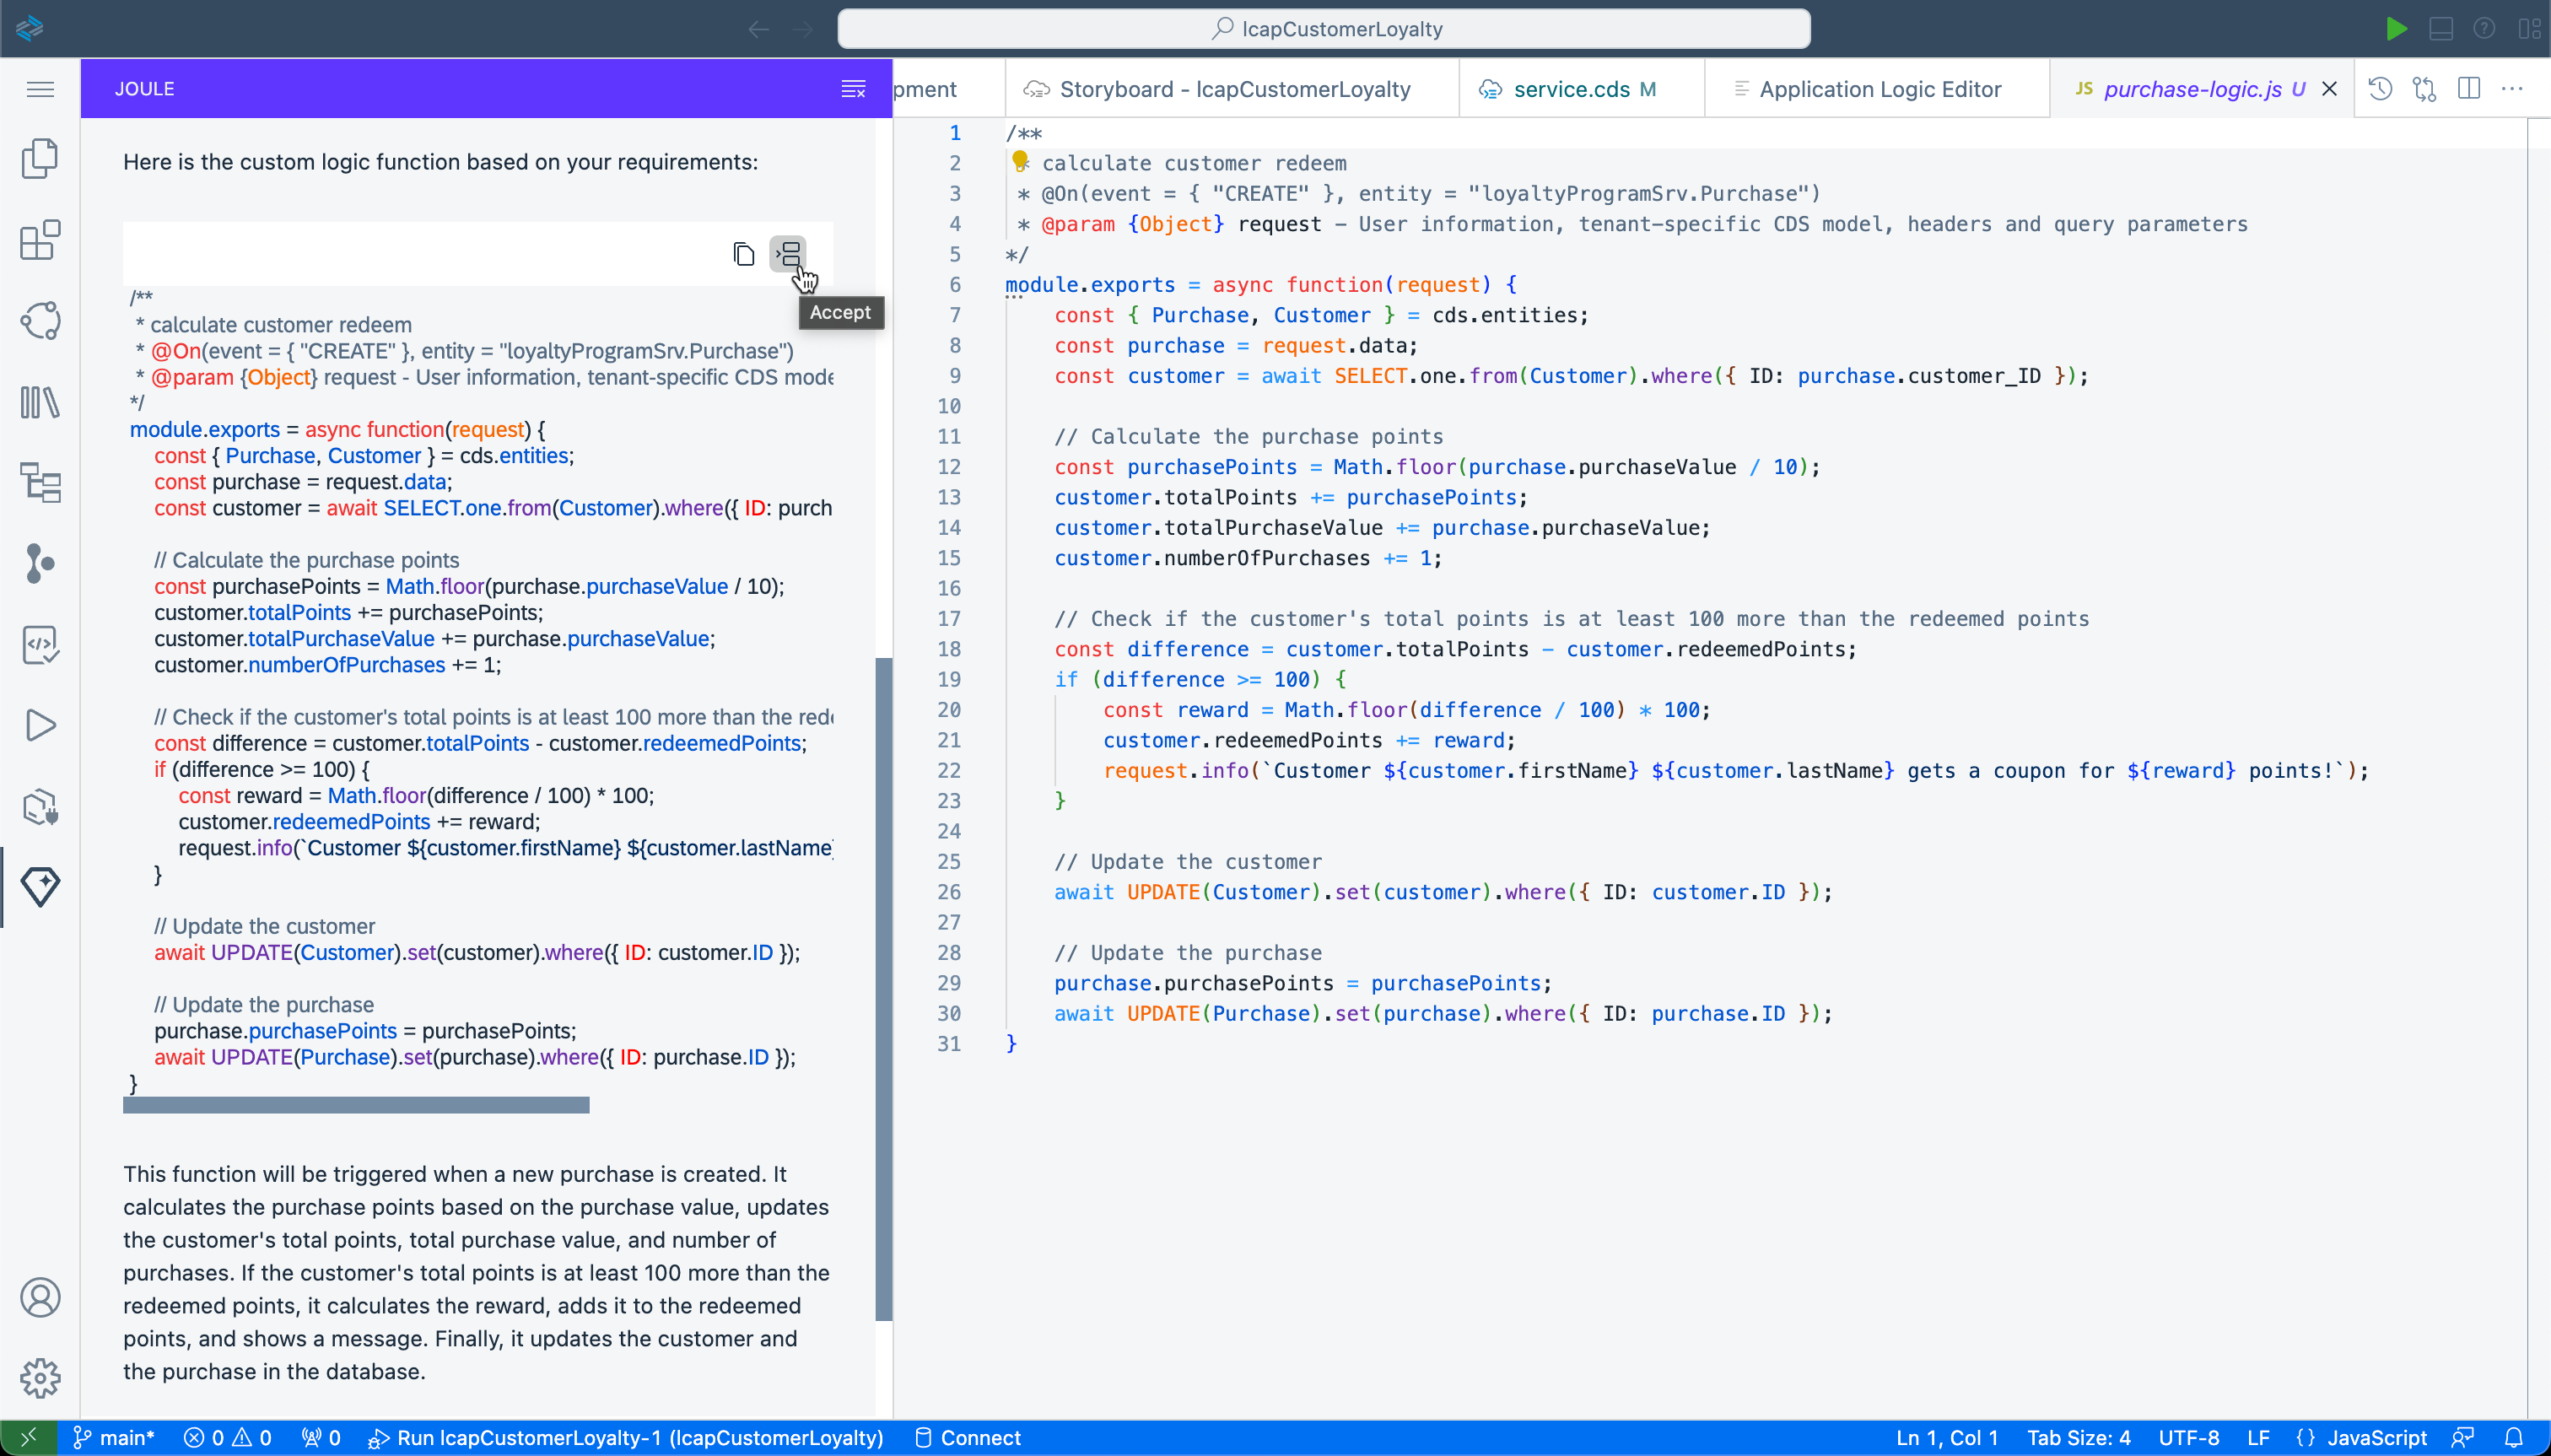 lcapCustomerLoyalty
JOULE
pment
Storyboard - lcapCustomerLoyalty
service.cds M
Application Logic Editor
JS purchase-logic.js U
Here is the custom logic function based on your requirements:
Accept
/**
* calculate customer redeem
* @On(event = { "CREATE" }, entity = "loyaltyProgramSrv.Purchase")
* @param {Object} request - User information, tenant-specific CDS mode
*/
module.exports = async function(request) {
const { Purchase, Customer } = cds.entities;
const purchase = request.data;
const customer = await SELECT.one.from(Customer).where({ ID: purch
// Calculate the purchase points
const purchasePoints = Math.floor(purchase.purchaseValue / 10);
customer.totalPoints += purchasePoints;
customer.totalPurchaseValue += purchase.purchaseValue;
customer.numberOfPurchases += 1;
// Check if the customer's total points is at least 100 more than the rede
const difference = customer.totalPoints - customer.redeemedPoints;
if (difference >= 100) {
const reward = Math.floor(difference / 100) * 100;
customer.redeemedPoints += reward;
request.info(`Customer ${customer.firstName} ${customer.lastName}
}
// Update the customer
await UPDATE(Customer).set(customer).where({ ID: customer.ID });
// Update the purchase
purchase.purchasePoints = purchasePoints;
await UPDATE(Purchase).set(purchase).where({ ID: purchase.ID });
}
This function will be triggered when a new purchase is created. It
calculates the purchase points based on the purchase value, updates
the customer's total points, total purchase value, and number of
purchases. If the customer's total points is at least 100 more than the
redeemed points, it calculates the reward, adds it to the redeemed
points, and shows a message. Finally, it updates the customer and
the purchase in the database.
1 /**
2 * calculate customer redeem
3 * @On(event = { "CREATE" }, entity = "loyaltyProgramSrv.Purchase")
4 * @param {Object} request - User information, tenant-specific CDS model, headers and query parameters
5 */
6 module.exports = async function(request) {
7 const { Purchase, Customer } = cds.entities;
8 const purchase = request.data;
9 const customer = await SELECT.one.from(Customer).where({ ID: purchase.customer_ID });
10
11 // Calculate the purchase points
12 const purchasePoints = Math.floor(purchase.purchaseValue / 10);
13 customer.totalPoints += purchasePoints;
14 customer.totalPurchaseValue += purchase.purchaseValue;
15 customer.numberOfPurchases += 1;
16
17 // Check if the customer's total points is at least 100 more than the redeemed points
18 const difference = customer.totalPoints - customer.redeemedPoints;
19 if (difference >= 100) {
20 const reward = Math.floor(difference / 100) * 100;
21 customer.redeemedPoints += reward;
22 request.info(`Customer ${customer.firstName} ${customer.lastName} gets a coupon for ${reward} points!`);
23 }
24
25 // Update the customer
26 await UPDATE(Customer).set(customer).where({ ID: customer.ID });
27
28 // Update the purchase
29 purchase.purchasePoints = purchasePoints;
30 await UPDATE(Purchase).set(purchase).where({ ID: purchase.ID });
31 }
main* 0 0 0 Run lcapCustomerLoyalty-1 (lcapCustomerLoyalty) Connect Ln 1, Col 1 Tab Size: 4 UTF-8 LF {} JavaScript